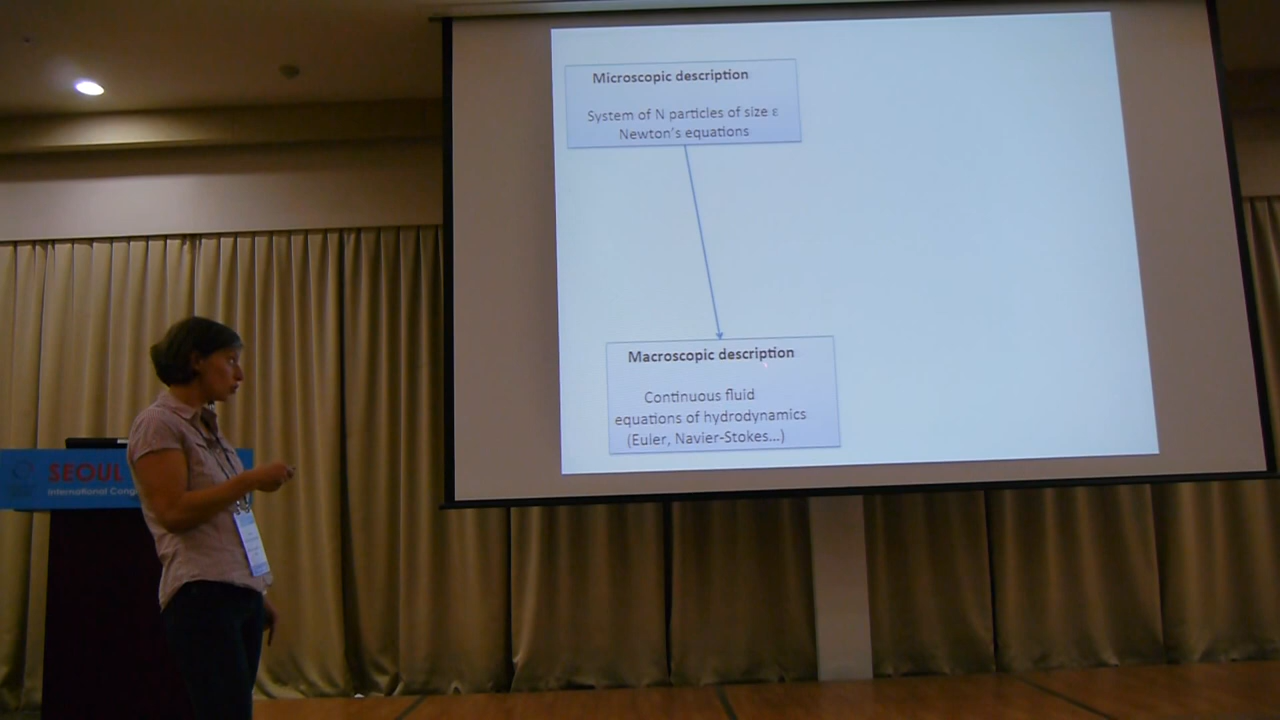 Microscopic description
System of N particles of size ε
Newton's equations
Macroscopic description
Continuous fluid
equations of hydrodynamics
(Euler, Navier-Stokes...)
SEOUL
International